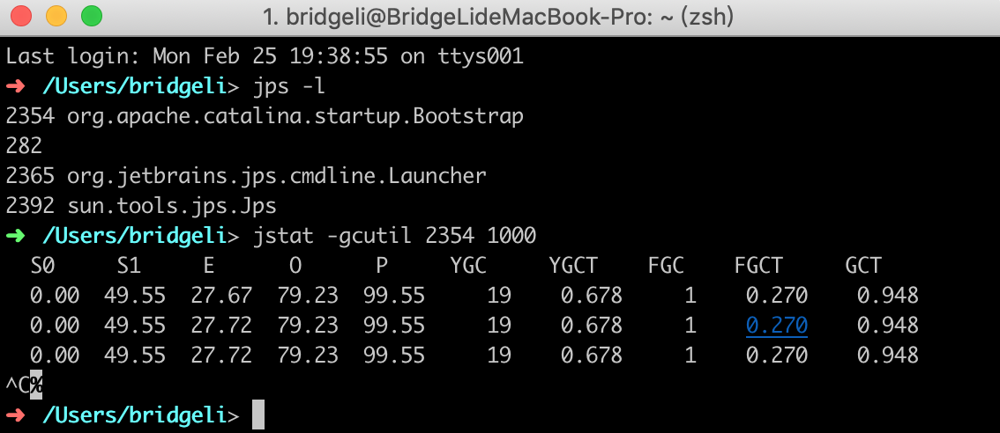 1. bridgeli@BridgeLideMacBook-Pro: ~ (zsh)
Last login: Mon Feb 25 19:38:55 on ttys001
➜ /Users/bridgeli> jps -l
2354 org.apache.catalina.startup.Bootstrap
282
2365 org.jetbrains.jps.cmdline.Launcher
2392 sun.tools.jps.Jps
➜ /Users/bridgeli> jstat -gcutil 2354 1000
S0 S1 E O P YGC YGCT FGC FGCT GCT
0.00 49.55 27.67 79.23 99.55 19 0.678 1 0.270 0.948
0.00 49.55 27.72 79.23 99.55 19 0.678 1 0.270 0.948
0.00 49.55 27.72 79.23 99.55 19 0.678 1 0.270 0.948
^C%
➜ /Users/bridgeli>